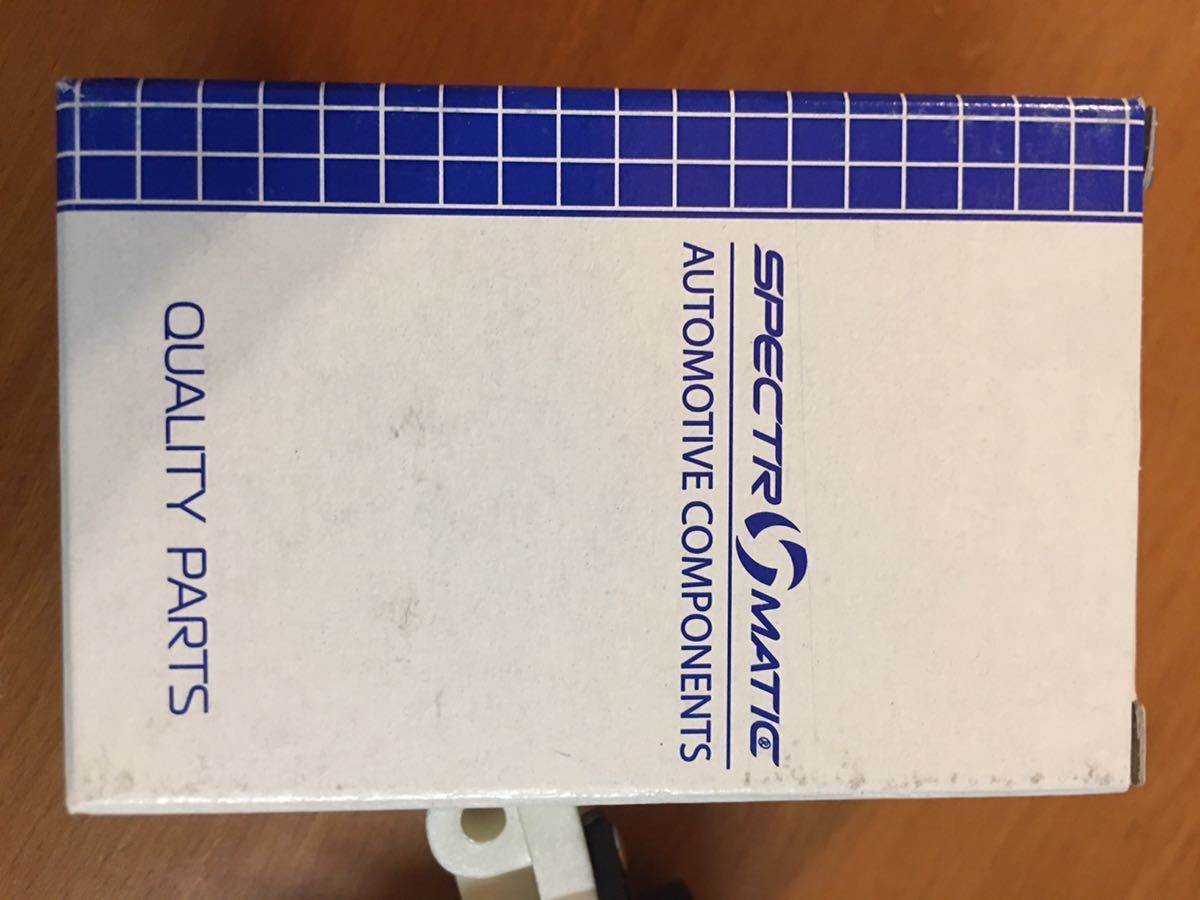 SPECTROMATIC®
AUTOMOTIVE COMPONENTS
QUALITY PARTS